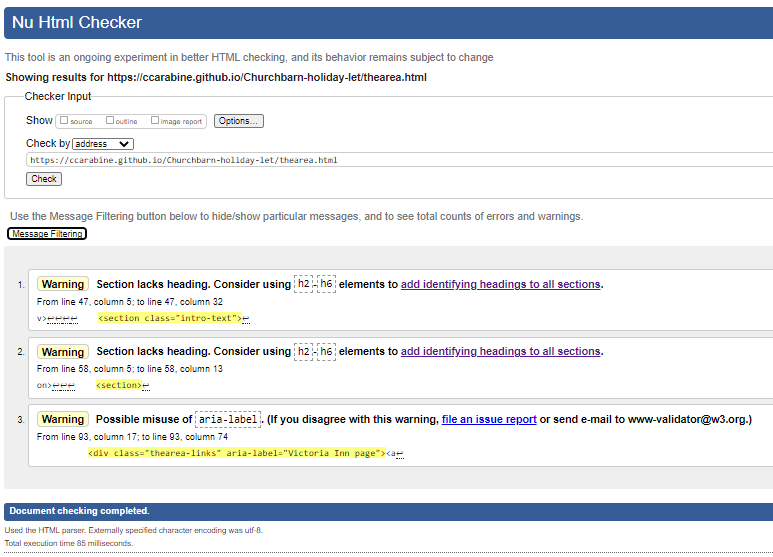 Nu Html Checker
This tool is an ongoing experiment in better HTML checking, and its behavior remains subject to change
Showing results for https://ccarabine.github.io/Churchbarn-holiday-let/thearea.html
Checker Input
Show source outline image report Options...
Check by address
https://ccarabine.github.io/Churchbarn-holiday-let/thearea.html
Check
Use the Message Filtering button below to hide/show particular messages, and to see total counts of errors and warnings.
Message Filtering
1. Warning Section lacks heading. Consider using h2-h6 elements to add identifying headings to all sections.
From line 47, column 5; to line 47, column 32
v>↩↩↩↩ <section class="intro-text">↩
2. Warning Section lacks heading. Consider using h2-h6 elements to add identifying headings to all sections.
From line 58, column 5; to line 58, column 13
on>↩↩↩ <section>↩
3. Warning Possible misuse of aria-label. (If you disagree with this warning, file an issue report or send e-mail to www-validator@w3.org.)
From line 93, column 17; to line 93, column 74
<div class="thearea-links" aria-label="Victoria Inn page"><a↩
Document checking completed.
Used the HTML parser. Externally specified character encoding was utf-8.
Total execution time 85 milliseconds.